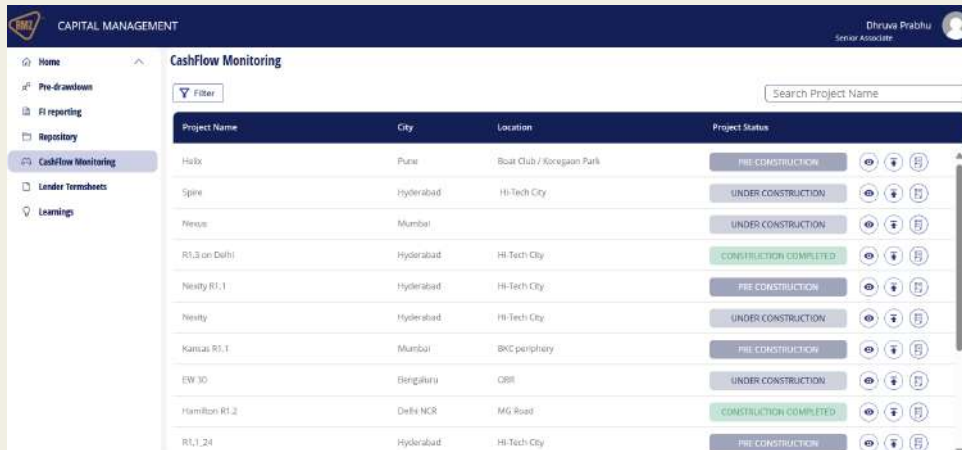 RMZ CAPITAL MANAGEMENT
Dhruva Prabhu
Senior Associate
Home
Pre-drawdown
FI reporting
Repository
CashFlow Monitoring
Lender Termsheets
Learnings
CashFlow Monitoring
Filter
Search Project Name
Project Name City Location Project Status
Helix Pune Boat Club / Koregaon Park PRE CONSTRUCTION
Spire Hyderabad Hi-Tech City UNDER CONSTRUCTION
Nexus Mumbai UNDER CONSTRUCTION
R1.3 on Delhi Hyderabad Hi-Tech City CONSTRUCTION COMPLETED
Nexity R1.1 Hyderabad Hi-Tech City PRE CONSTRUCTION
Nexity Hyderabad Hi-Tech City UNDER CONSTRUCTION
Kansas R1.1 Mumbai BKC periphery PRE CONSTRUCTION
EW 30 Bengaluru ORR UNDER CONSTRUCTION
Hamilton R1.2 Delhi NCR MG Road CONSTRUCTION COMPLETED
R1.1_24 Hyderabad Hi-Tech City PRE CONSTRUCTION